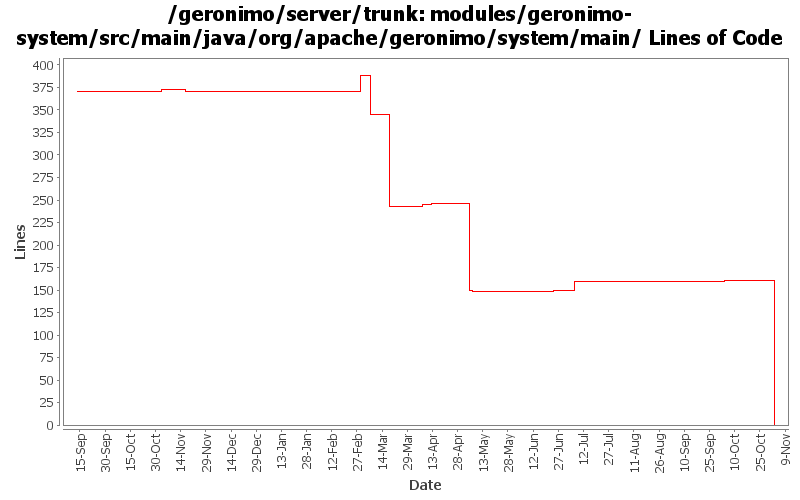 /geronimo/server/trunk: modules/geronimo-
system/src/main/java/org/apache/geronimo/system/main/ Lines of Code
400
375
350
325
300
275
250
225
200
175
150
125
100
75
50
25
0
Lines
15-Sep
30-Sep
15-Oct
30-Oct
14-Nov
29-Nov
14-Dec
29-Dec
13-Jan
28-Jan
12-Feb
27-Feb
14-Mar
29-Mar
13-Apr
28-Apr
13-May
28-May
12-Jun
27-Jun
12-Jul
27-Jul
11-Aug
26-Aug
10-Sep
25-Sep
10-Oct
25-Oct
9-Nov
Date